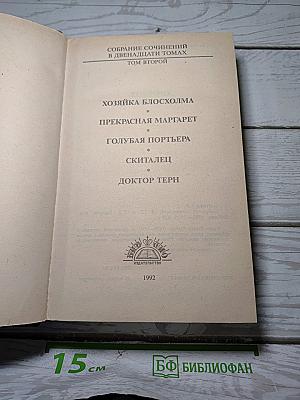 СОБРАНИЕ СОЧИНЕНИЙ
В ДВЕНАДЦАТИ ТОМАХ
ТОМ ВТОРОЙ
ХОЗЯЙКА БЛОСХОЛМА
ПРЕКРАСНАЯ МАРГАРЕТ
ГОЛУБАЯ ПОРТЬЕРА
СКИТАЛЕЦ
ДОКТОР ТЕРН
ИЗДАТЕЛЬСТВО
1992
15 см
БФ БИБЛИОФАН